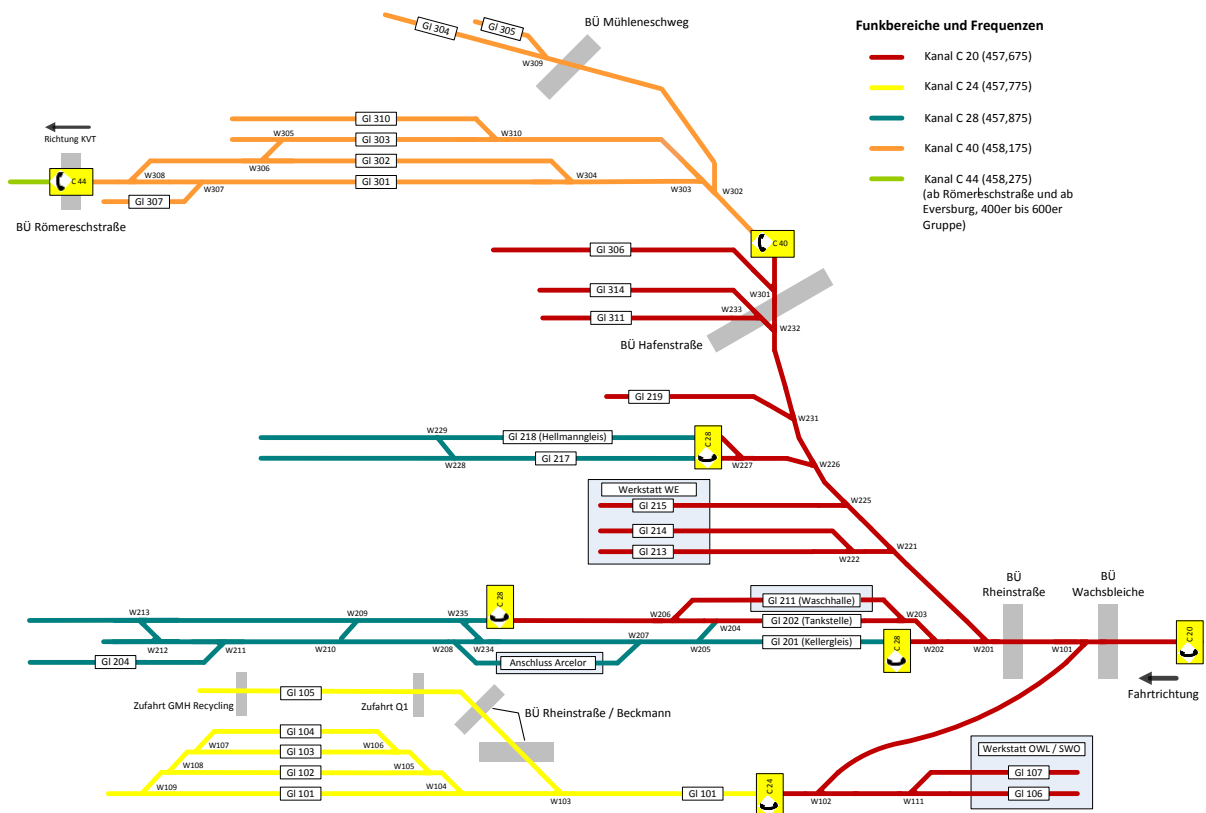 BÜ Mühleneschweg
Funkbereiche und Frequenzen
Kanal C 20 (457,675)
Kanal C 24 (457,775)
Kanal C 28 (457,875)
Kanal C 40 (458,175)
Kanal C 44 (458,275)
(ab Römereschstraße und ab
Eversburg, 400er bis 600er
Gruppe)
Gl 304
Gl 305
W309
Richtung KVT
Gl 310
W305
Gl 303
W310
W306
Gl 302
C 44
W308
W307
Gl 301
W304
W303
W302
Gl 307
BÜ Römereschstraße
C 40
Gl 306
Gl 314
W301
W233
Gl 311
W232
BÜ Hafenstraße
Gl 219
W231
W229
Gl 218 (Hellmanngleis)
C 28
W228
Gl 217
W227
W226
Werkstatt WE
Gl 215
W225
Gl 214
Gl 213
W222
W221
BÜ
Rheinstraße
BÜ
Wachsbleiche
C 28
Gl 211 (Waschhalle)
W213
W209
W235
W206
Gl 202 (Tankstelle)
W203
W204
C 28
C 20
W212
W211
W210
W208
W234
W207
W205
Gl 201 (Kellergleis)
W202
W201
W101
Gl 204
Anschluss Arcelor
Fahrtrichtung
Gl 105
Zufahrt GMH Recycling
Zufahrt Q1
BÜ Rheinstraße / Beckmann
Gl 104
W107
W106
Gl 103
W108
W105
Gl 102
W109
Gl 101
W104
W103
Gl 101
C 24
W102
W111
Werkstatt OWL / SWO
Gl 107
Gl 106